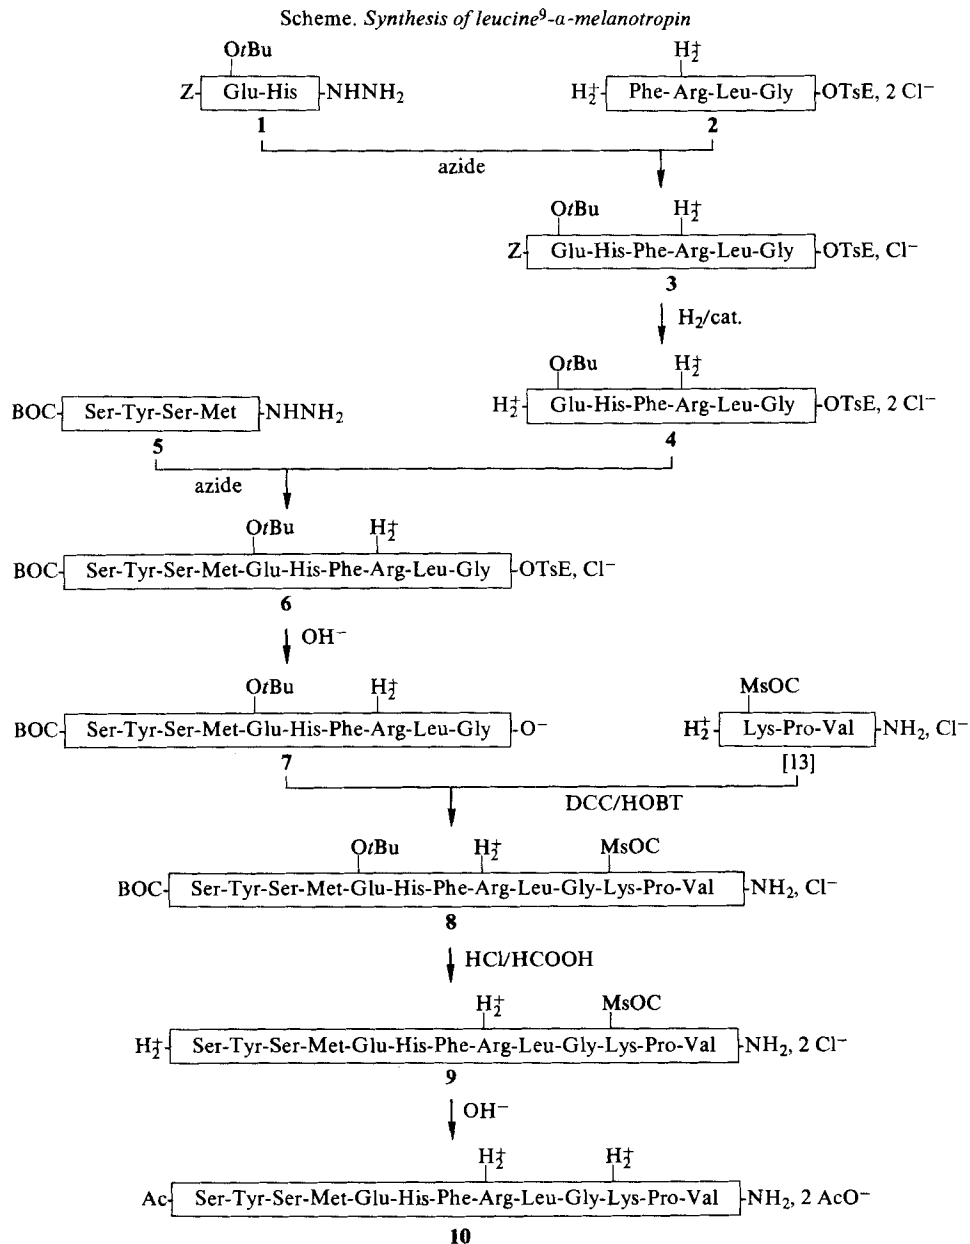 Scheme. Synthesis of leucine⁹-α-melanotropin
OtBu H₂⁺
Z- Glu-His -NHNH₂ H₂⁺- Phe-Arg-Leu-Gly -OTsE, 2 Cl⁻
1 2
azide
OtBu H₂⁺
Z- Glu-His-Phe-Arg-Leu-Gly -OTsE, Cl⁻
3
H₂/cat.
OtBu H₂⁺
BOC- Ser-Tyr-Ser-Met -NHNH₂ H₂⁺- Glu-His-Phe-Arg-Leu-Gly -OTsE, 2 Cl⁻
5 4
azide
OtBu H₂⁺
BOC- Ser-Tyr-Ser-Met-Glu-His-Phe-Arg-Leu-Gly -OTsE, Cl⁻
6
OH⁻
OtBu H₂⁺ MsOC
BOC- Ser-Tyr-Ser-Met-Glu-His-Phe-Arg-Leu-Gly -O⁻ H₂⁺- Lys-Pro-Val -NH₂, Cl⁻
7 [13]
DCC/HOBT
OtBu H₂⁺ MsOC
BOC- Ser-Tyr-Ser-Met-Glu-His-Phe-Arg-Leu-Gly-Lys-Pro-Val -NH₂, Cl⁻
8
HCl/HCOOH
H₂⁺ MsOC
H₂⁺- Ser-Tyr-Ser-Met-Glu-His-Phe-Arg-Leu-Gly-Lys-Pro-Val -NH₂, 2 Cl⁻
9
OH⁻
H₂⁺ H₂⁺
Ac- Ser-Tyr-Ser-Met-Glu-His-Phe-Arg-Leu-Gly-Lys-Pro-Val -NH₂, 2 AcO⁻
10